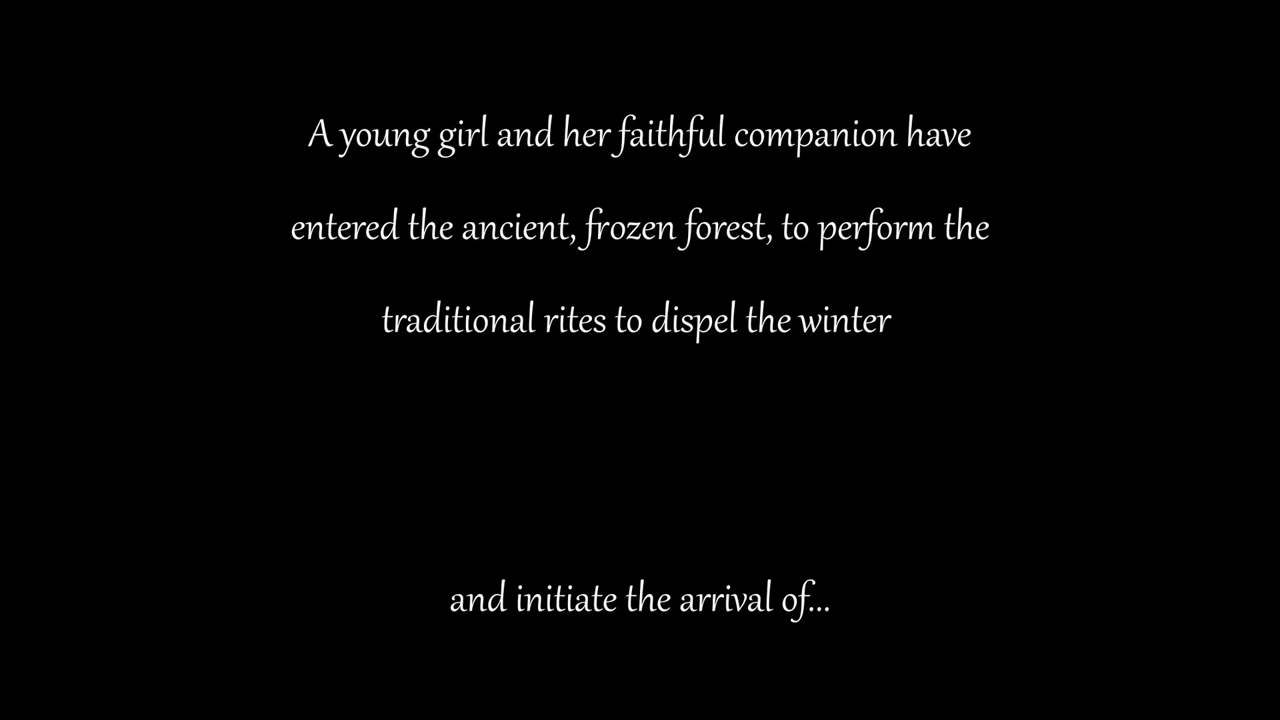 A young girl and her faithful companion have
entered the ancient, frozen forest, to perform the
traditional rites to dispel the winter
and initiate the arrival of...